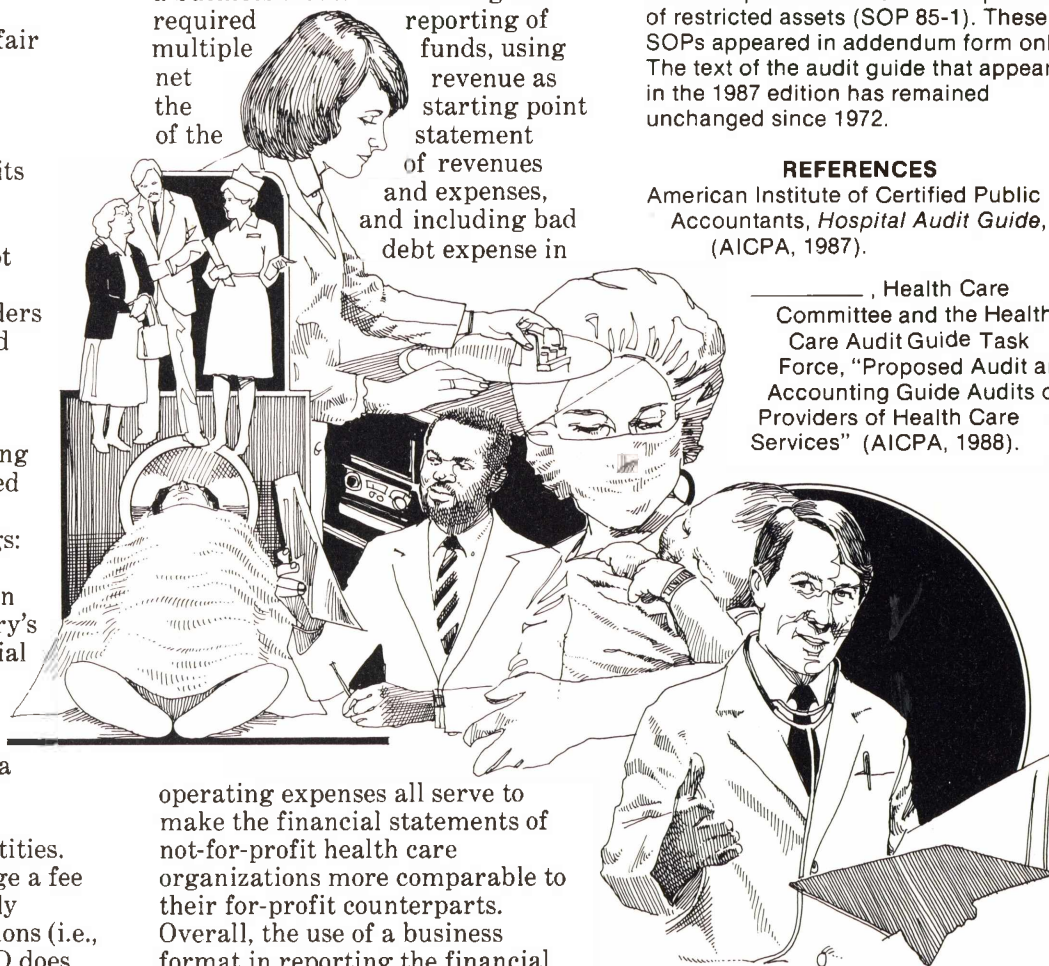 fair
its
ot
ders
d
ng
ed
s:
n
ry's
ial
a
tities.
ge a fee
ly
ions (i.e.,
O does
required reporting of
multiple funds, using
net revenue as
the starting point
of the statement
of revenues
and expenses,
and including bad
debt expense in
operating expenses all serve to
make the financial statements of
not-for-profit health care
organizations more comparable to
their for-profit counterparts.
Overall, the use of a business
format in reporting the financial
of restricted assets (SOP 85-1). These
SOPs appeared in addendum form onl
The text of the audit guide that appear
in the 1987 edition has remained
unchanged since 1972.
REFERENCES
American Institute of Certified Public
Accountants, Hospital Audit Guide,
(AICPA, 1987).
__________ , Health Care
Committee and the Health
Care Audit Guide Task
Force, “Proposed Audit a
Accounting Guide Audits o
Providers of Health Care
Services” (AICPA, 1988).